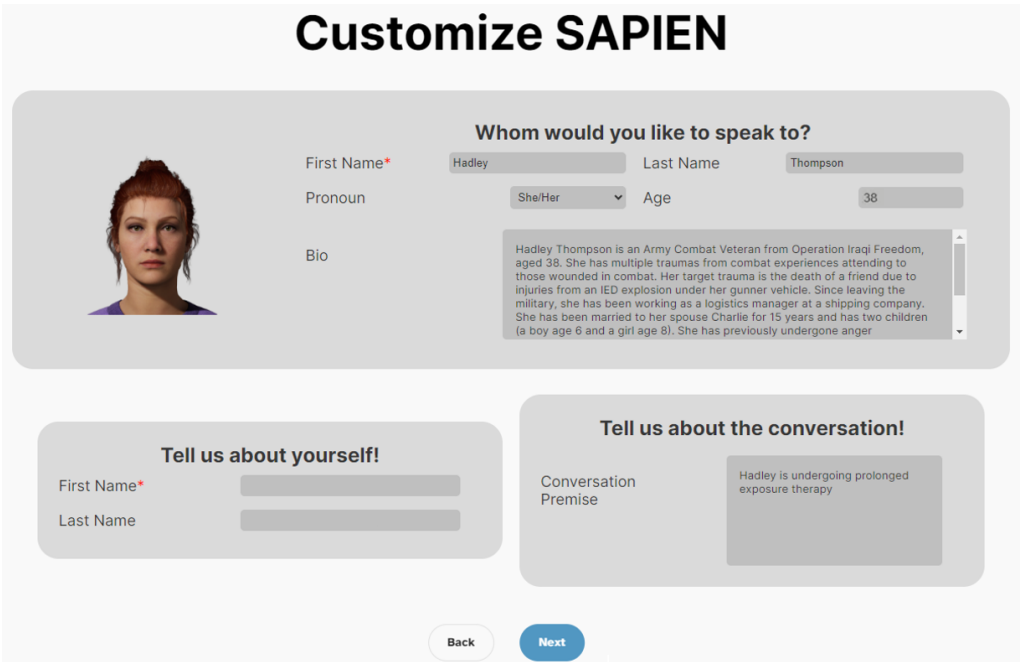 Customize SAPIEN
Whom would you like to speak to?
First Name* Hadley Last Name Thompson
Pronoun She/Her Age 38
Bio
Hadley Thompson is an Army Combat Veteran from Operation Iraqi Freedom,
aged 38. She has multiple traumas from combat experiences attending to
those wounded in combat. Her target trauma is the death of a friend due to
injuries from an IED explosion under her gunner vehicle. Since leaving the
military, she has been working as a logistics manager at a shipping company.
She has been married to her spouse Charlie for 15 years and has two children
(a boy age 6 and a girl age 8). She has previously undergone anger
Tell us about yourself!
First Name*
Last Name
Tell us about the conversation!
Conversation
Premise
Hadley is undergoing prolonged
exposure therapy
Back Next